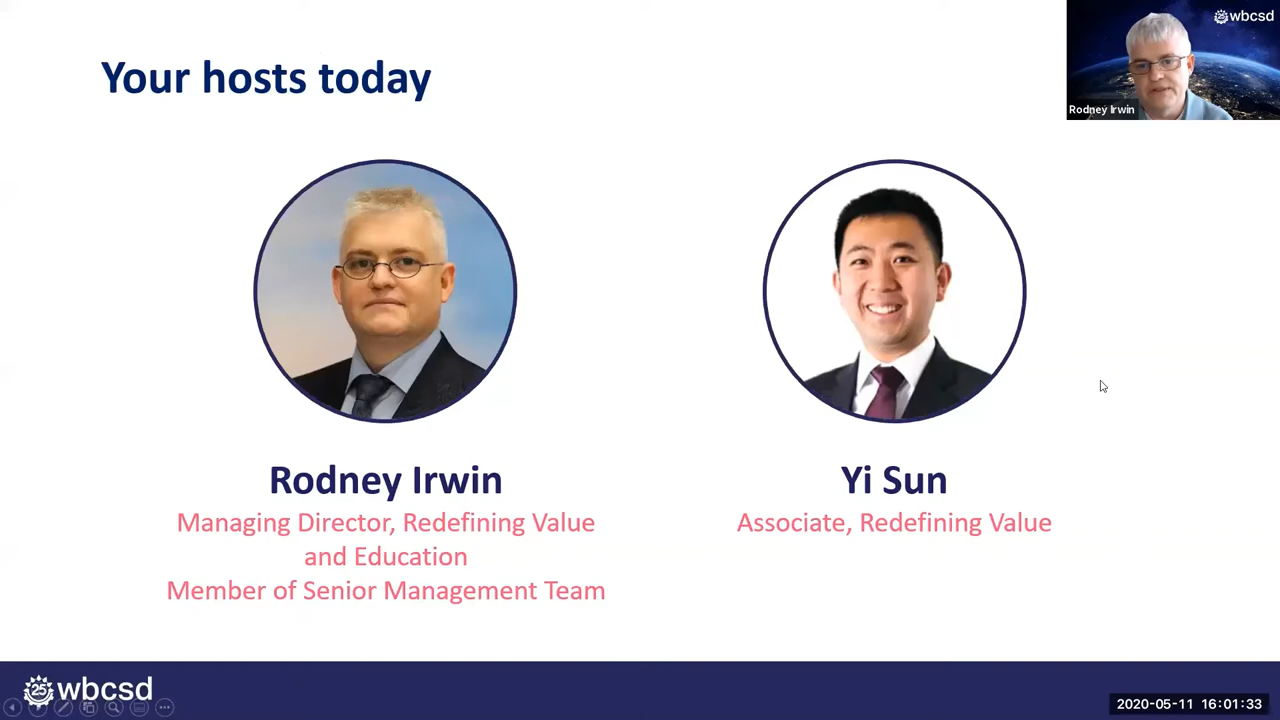 Your hosts today
wbcsd
Rodney Irwin
Rodney Irwin
Managing Director, Redefining Value
and Education
Member of Senior Management Team
Yi Sun
Associate, Redefining Value
25 wbcsd
2020-05-11 16:01:33